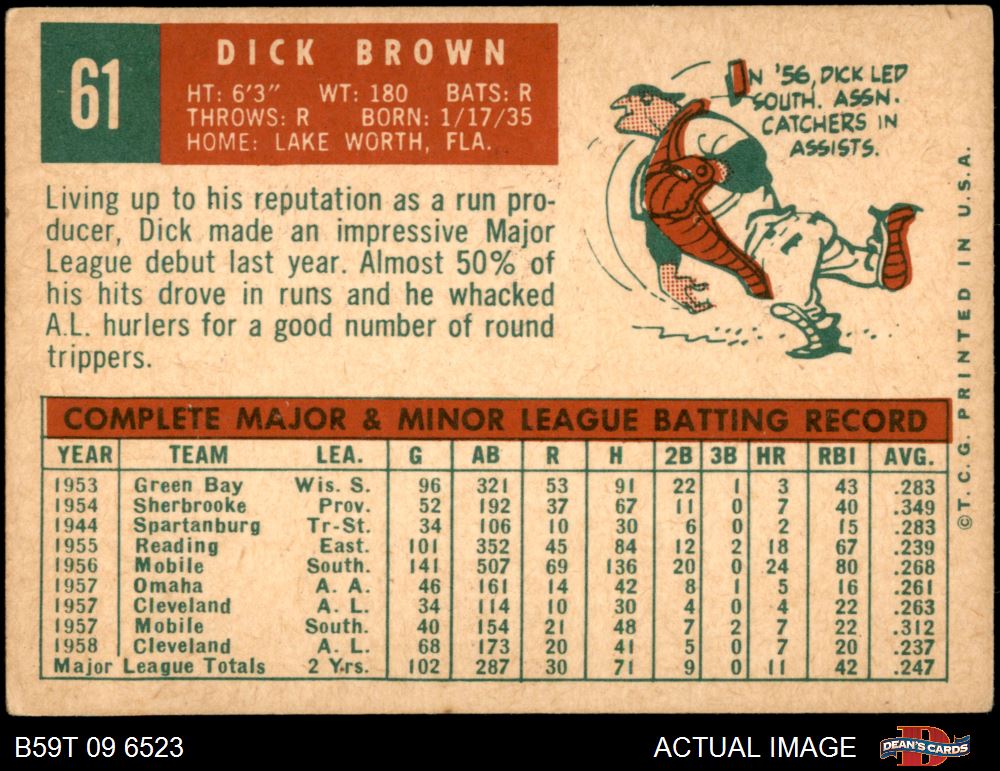 61
DICK BROWN
HT: 6'3" WT: 180 BATS: R
THROWS: R BORN: 1/17/35
HOME: LAKE WORTH, FLA.
IN '56, DICK LED
SOUTH. ASSN.
CATCHERS IN
ASSISTS.
Living up to his reputation as a run pro-
ducer, Dick made an impressive Major
League debut last year. Almost 50% of
his hits drove in runs and he whacked
A.L. hurlers for a good number of round
trippers.
COMPLETE MAJOR & MINOR LEAGUE BATTING RECORD
YEAR TEAM LEA. G AB R H 2B 3B HR RBI AVG.
1953 Green Bay Wis. S. 96 321 53 91 22 1 3 43 .283
1954 Sherbrooke Prov. 52 192 37 67 11 0 7 40 .349
1944 Spartanburg Tr-St. 34 106 10 30 6 0 2 15 .283
1955 Reading East. 101 352 45 84 12 2 18 67 .239
1956 Mobile South. 141 507 69 136 20 0 24 80 .268
1957 Omaha A. A. 46 161 14 42 8 1 5 16 .261
1957 Cleveland A. L. 34 114 10 30 4 0 4 22 .263
1957 Mobile South. 40 154 21 48 7 2 7 22 .312
1958 Cleveland A. L. 68 173 20 41 5 0 7 20 .237
Major League Totals 2 Yrs. 102 287 30 71 9 0 11 42 .247
©T.C.G. PRINTED IN U.S.A.
B59T 09 6523
ACTUAL IMAGE
DEAN'S CARDS